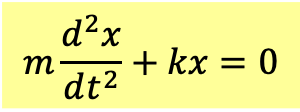 m d²x/dt² + kx = 0